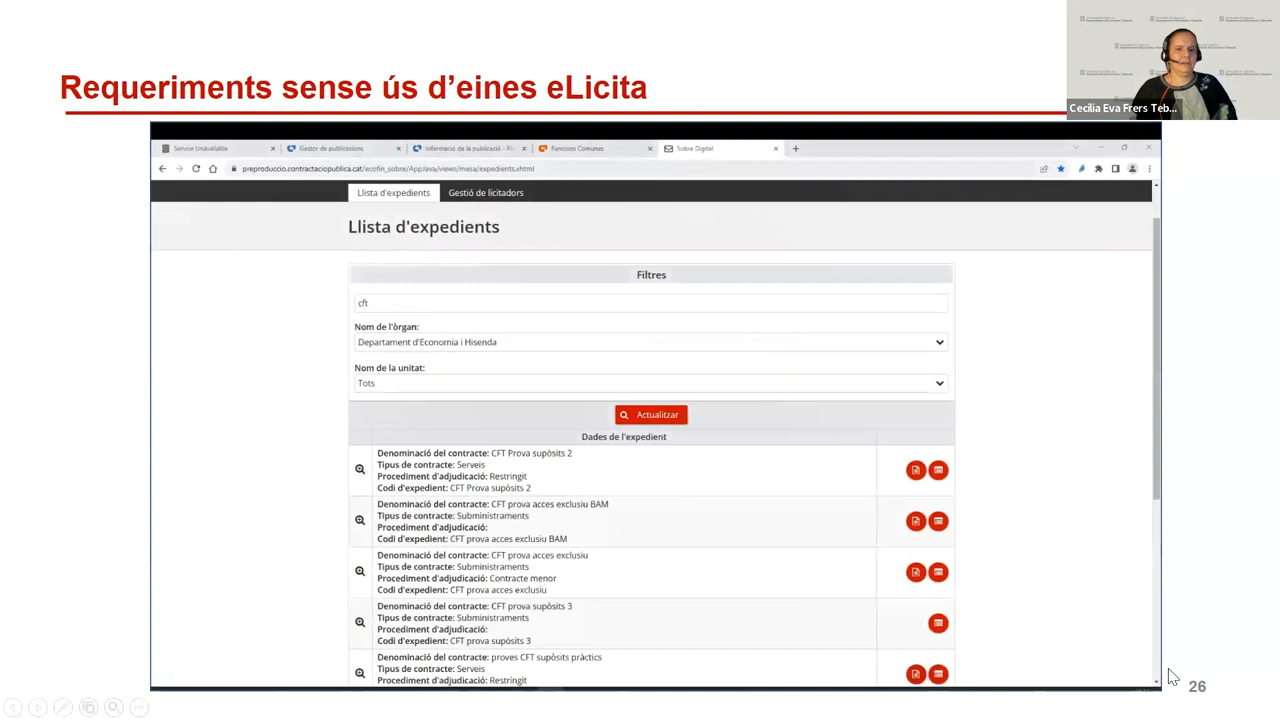 Requeriments sense ús d'eines eLicita
Cecília Eva Frers Teb...
Service Unavailable
Gestor de publicacions
Informació de la publicació - Pl
Funcions Comunes
Sobre Digital
preproduccio.contractaciopublica.cat/ecofin_sobre/App/ava/views/mesa/expedients.xhtml
Llista d'expedients
Gestió de licitadors
Llista d'expedients
Filtres
cft
Nom de l'òrgan:
Departament d'Economia i Hisenda
Nom de la unitat:
Tots
Actualitzar
Dades de l'expedient
Denominació del contracte: CFT Prova supòsits 2
Tipus de contracte: Serveis
Procediment d'adjudicació: Restringit
Codi d'expedient: CFT Prova supòsits 2
Denominació del contracte: CFT prova acces exclusiu BAM
Tipus de contracte: Subministraments
Procediment d'adjudicació:
Codi d'expedient: CFT prova acces exclusiu BAM
Denominació del contracte: CFT prova acces exclusiu
Tipus de contracte: Subministraments
Procediment d'adjudicació: Contracte menor
Codi d'expedient: CFT prova acces exclusiu
Denominació del contracte: CFT prova supòsits 3
Tipus de contracte: Subministraments
Procediment d'adjudicació:
Codi d'expedient: CFT prova supòsits 3
Denominació del contracte: proves CFT supòsits pràctics
Tipus de contracte: Serveis
Procediment d'adjudicació: Restringit
26